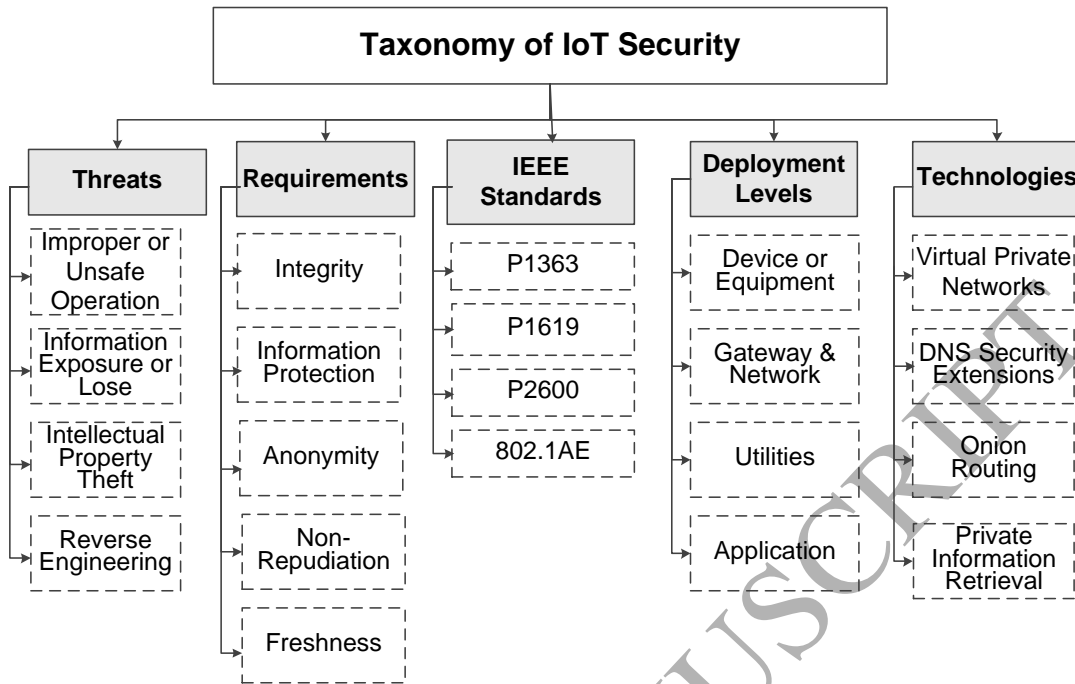 Taxonomy of IoT Security
Threats
Improper or
Unsafe
Operation
Information
Exposure or
Lose
Intellectual
Property
Theft
Reverse
Engineering
Requirements
Integrity
Information
Protection
Anonymity
Non-
Repudiation
Freshness
IEEE
Standards
P1363
P1619
P2600
802.1AE
Deployment
Levels
Device or
Equipment
Gateway &
Network
Utilities
Application
Technologies
Virtual Private
Networks
DNS Security
Extensions
Onion
Routing
Private
Information
Retrieval
USCRIPT